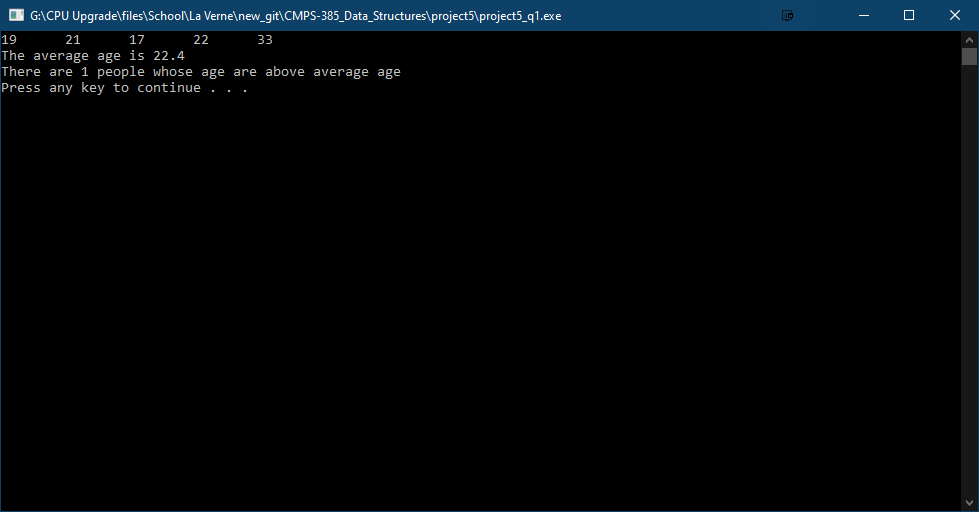 G:\CPU Upgrade\files\School\La Verne\new_git\CMPS-385_Data_Structures\project5\project5_q1.exe
19      21      17      22      33
The average age is 22.4
There are 1 people whose age are above average age
Press any key to continue . . .